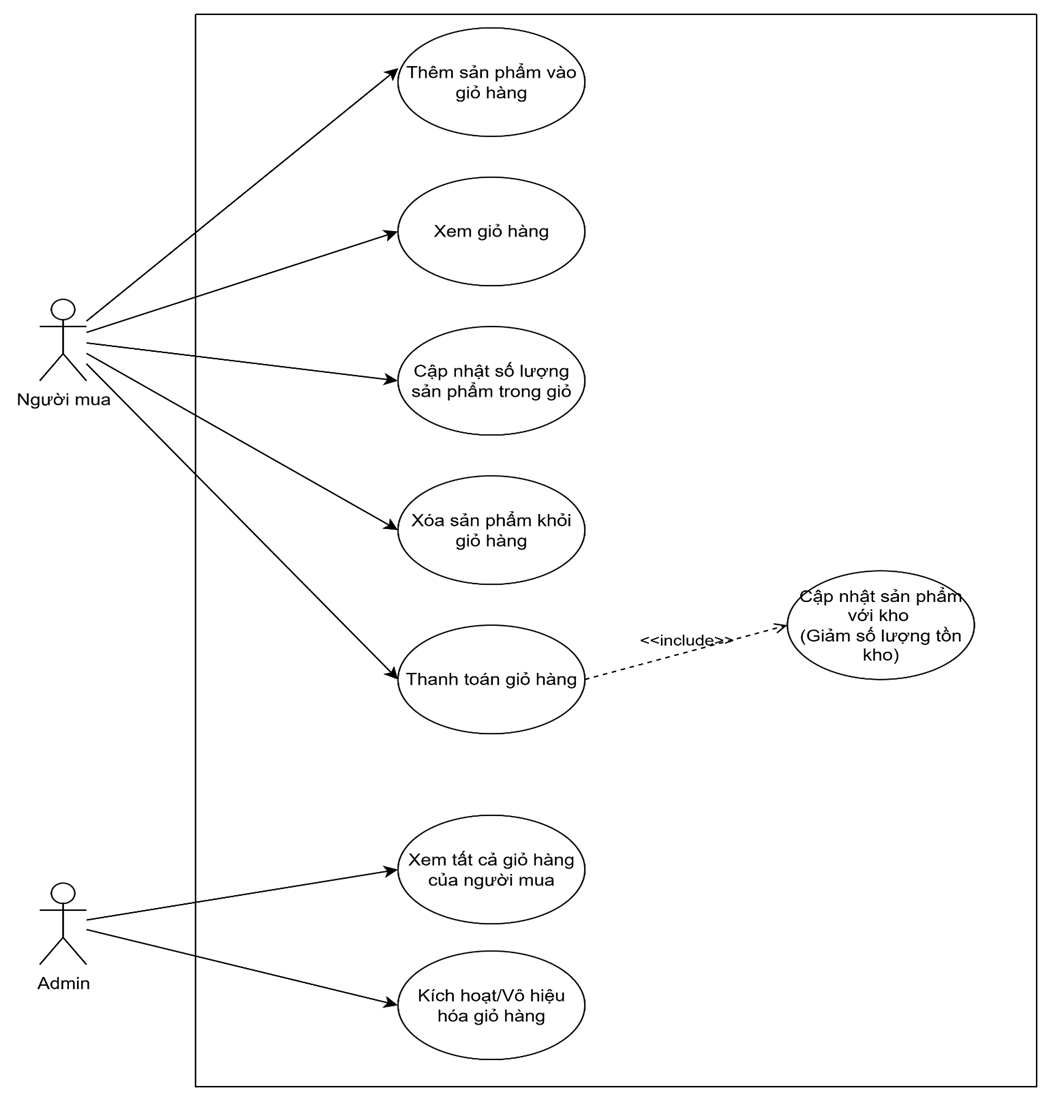 Thêm sản phẩm vào
giỏ hàng
Xem giỏ hàng
Người mua
Cập nhật số lượng
sản phẩm trong giỏ
Xóa sản phẩm khỏi
giỏ hàng
Thanh toán giỏ hàng
<<include>>
Cập nhật sản phẩm
với kho
(Giảm số lượng tồn
kho)
Xem tất cả giỏ hàng
của người mua
Admin
Kích hoạt/Vô hiệu
hóa giỏ hàng